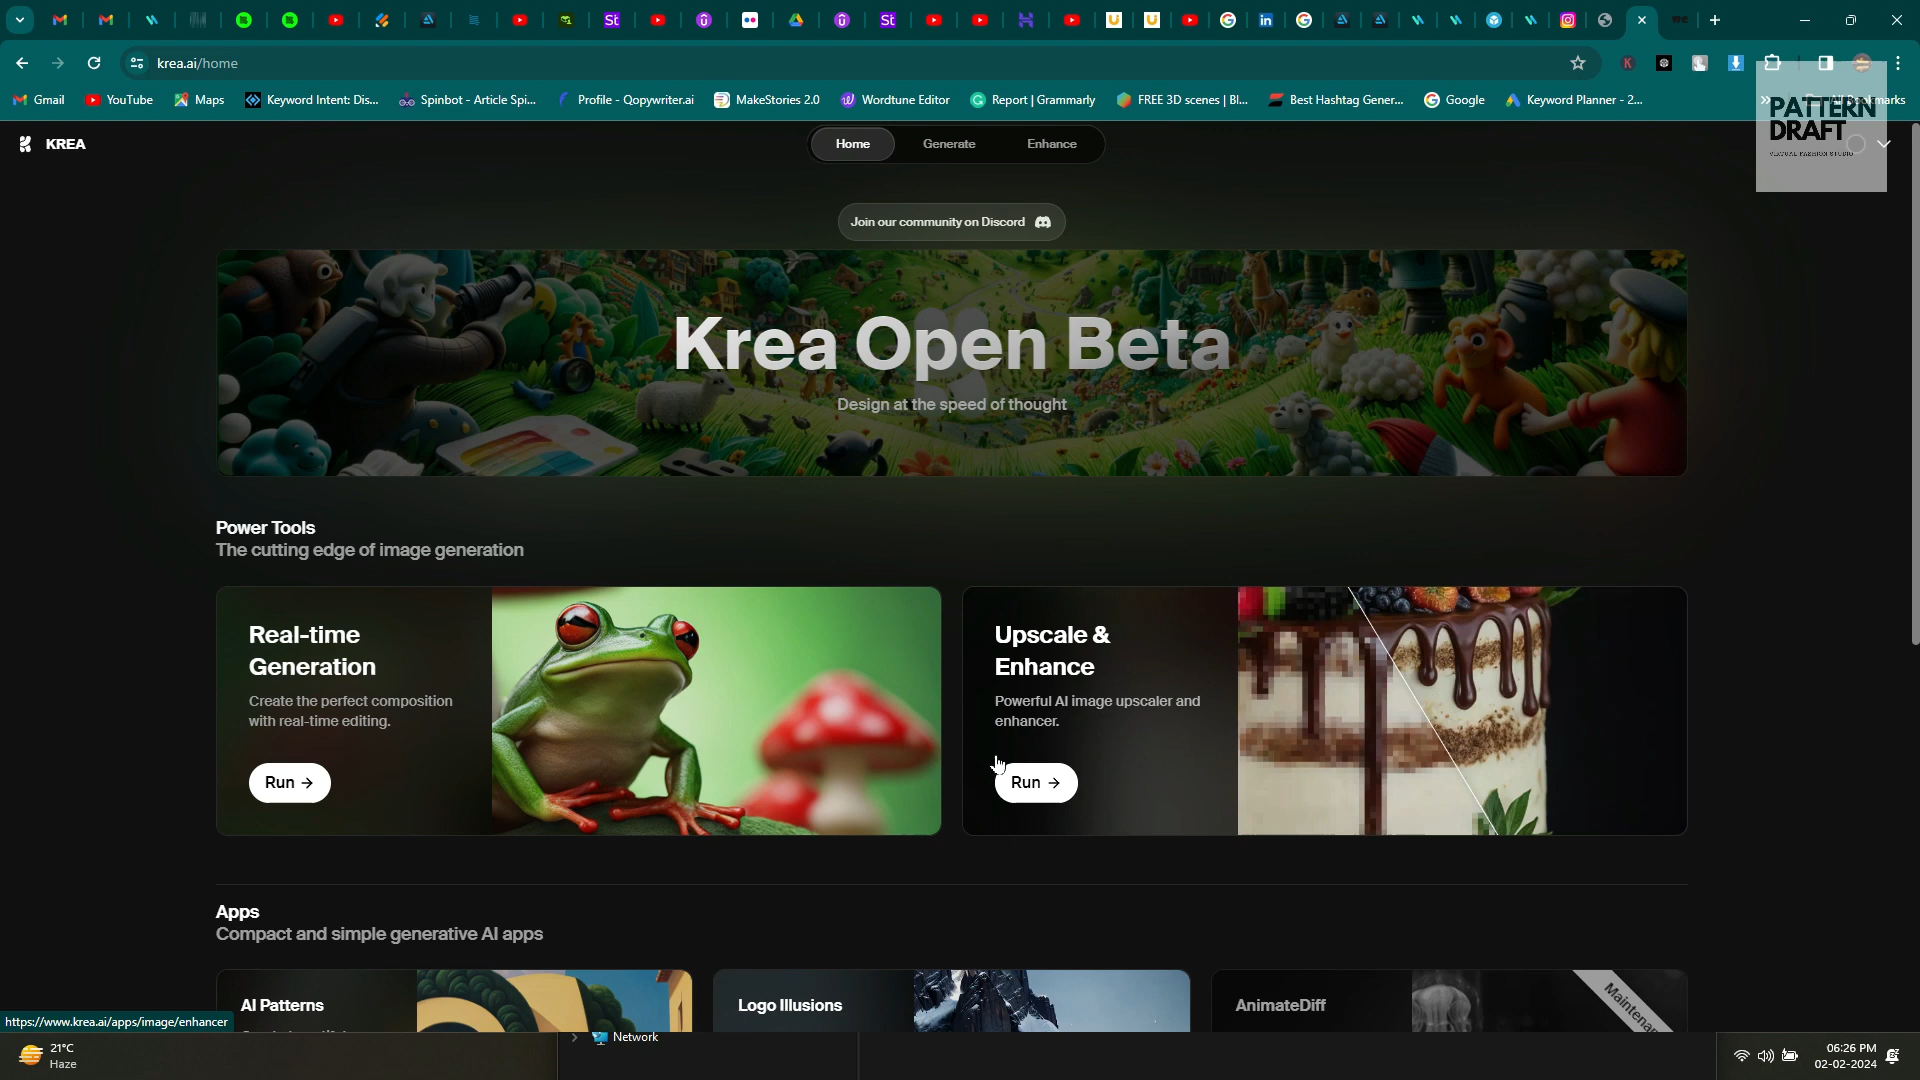 krea.ai/home
Gmail YouTube Maps Keyword Intent: Dis... Spinbot - Article Spi... Profile - Qopywriter.ai MakeStories 2.0 Wordtune Editor Report | Grammarly FREE 3D scenes | Bl... Best Hashtag Gener... Google Keyword Planner - 2... » All Bookmarks
PATTERN
DRAFT
VIRTUAL FASHION STUDIO
KREA
Home Generate Enhance
Join our community on Discord
Krea Open Beta
Design at the speed of thought
Power Tools
The cutting edge of image generation
Real-time
Generation
Create the perfect composition
with real-time editing.
Run →
Upscale &
Enhance
Powerful AI image upscaler and
enhancer.
Run →
Apps
Compact and simple generative AI apps
AI Patterns
Logo Illusions
AnimateDiff
https://www.krea.ai/apps/image/enhancer
Network
21°C
Haze
06:26 PM
02-02-2024